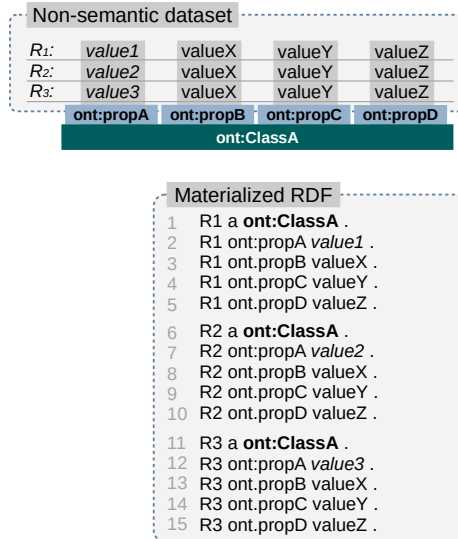 Non-semantic dataset
R1: value1 valueX valueY valueZ
R2: value2 valueX valueY valueZ
R3: value3 valueX valueY valueZ
ont:propA ont:propB ont:propC ont:propD
ont:ClassA
Materialized RDF
1 R1 a ont:ClassA .
2 R1 ont:propA value1 .
3 R1 ont.propB valueX .
4 R1 ont.propC valueY .
5 R1 ont.propD valueZ .
6 R2 a ont:ClassA .
7 R2 ont:propA value2 .
8 R2 ont.propB valueX .
9 R2 ont.propC valueY .
10 R2 ont.propD valueZ .
11 R3 a ont:ClassA .
12 R3 ont:propA value3 .
13 R3 ont.propB valueX .
14 R3 ont.propC valueY .
15 R3 ont.propD valueZ .